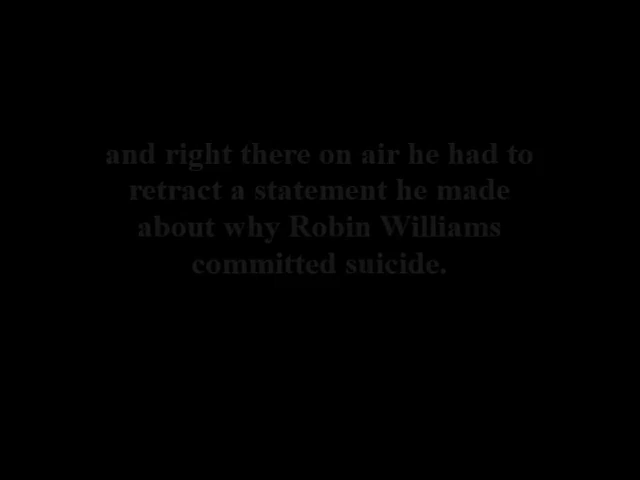 and right there on air he had to
retract a statement he made
about why Robin Williams
committed suicide.